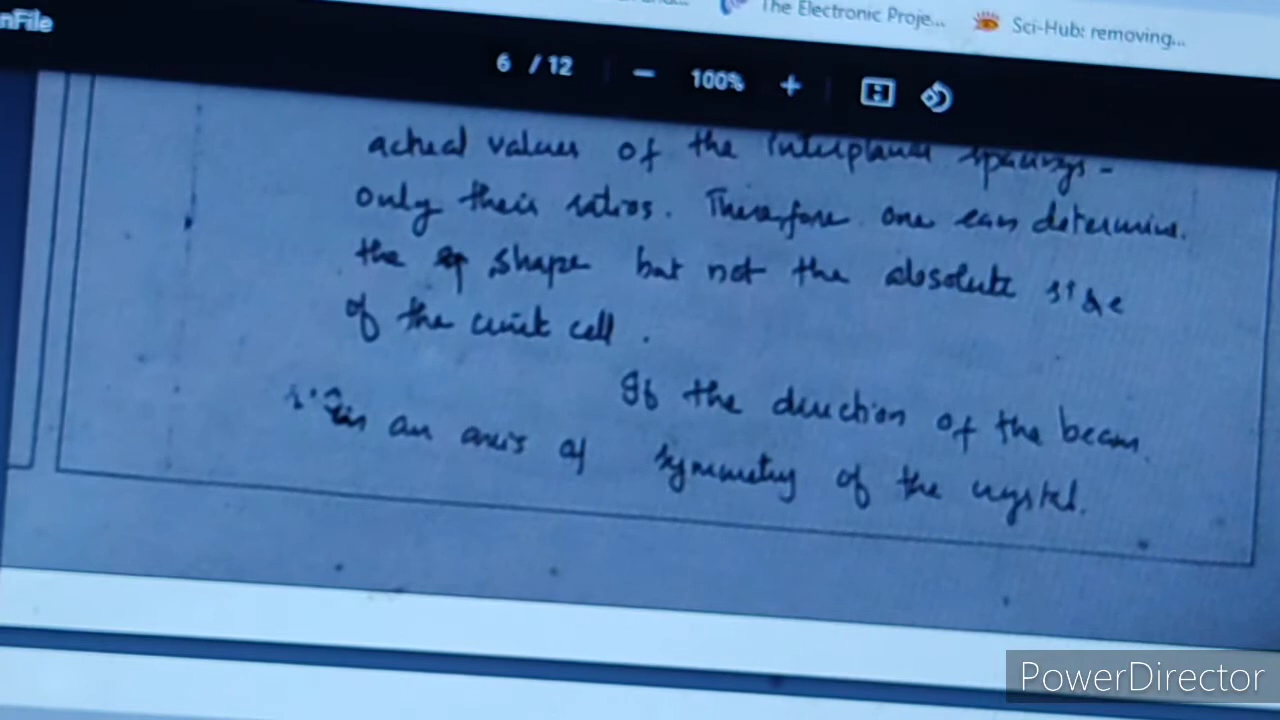 nFile
The Electronic Proje...
Sci-Hub: removing...
6 / 12
100%
actual values of the interplanar spacings -
only their ratios. Therefore one can determine.
the shape but not the absolute size
of the unit cell.
If the direction of the beam
is an axis of symmetry of the crystal.
PowerDirector